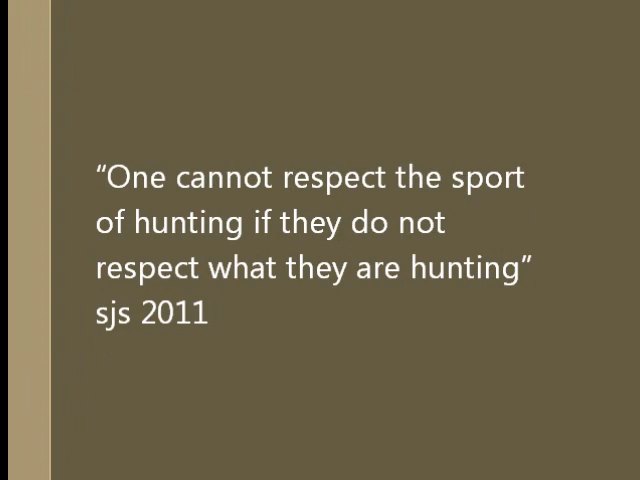 “One cannot respect the sport
of hunting if they do not
respect what they are hunting”
sjs 2011